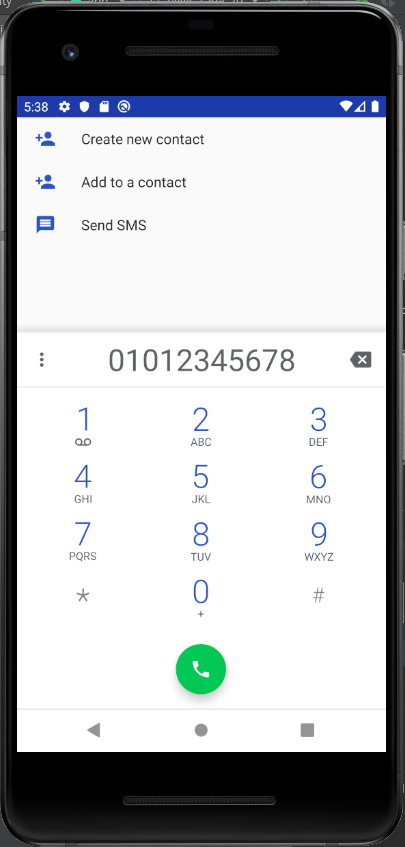 5:38
Create new contact
Add to a contact
Send SMS
01012345678
1 2 3
ABC DEF
4 5 6
GHI JKL MNO
7 8 9
PQRS TUV WXYZ
* 0 #
+